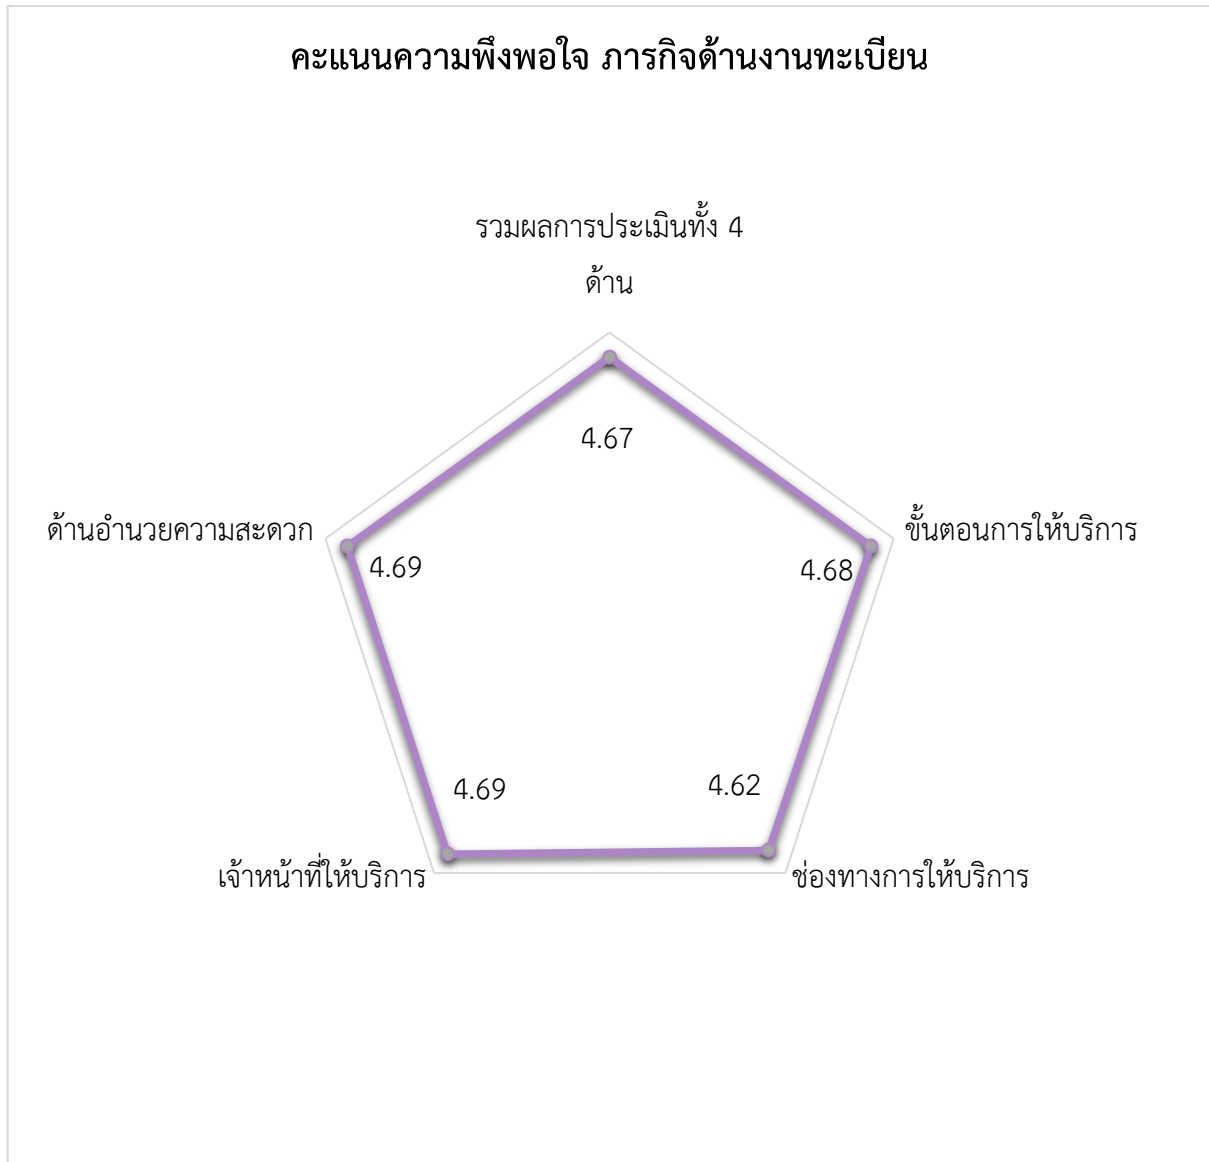 คะแนนความพึงพอใจ ภารกิจด้านงานทะเบียน
รวมผลการประเมินทั้ง 4
ด้าน
4.67
ด้านอำนวยความสะดวก
ขั้นตอนการให้บริการ
4.69
4.68
4.69
4.62
เจ้าหน้าที่ให้บริการ
ช่องทางการให้บริการ